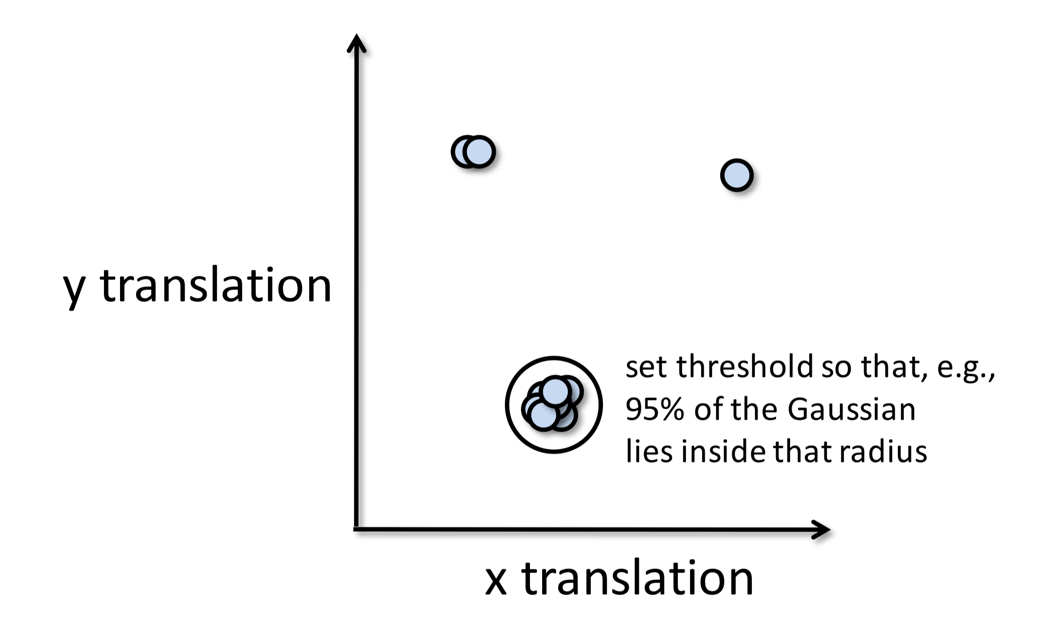 y translation
set threshold so that, e.g.,
95% of the Gaussian
lies inside that radius
x translation